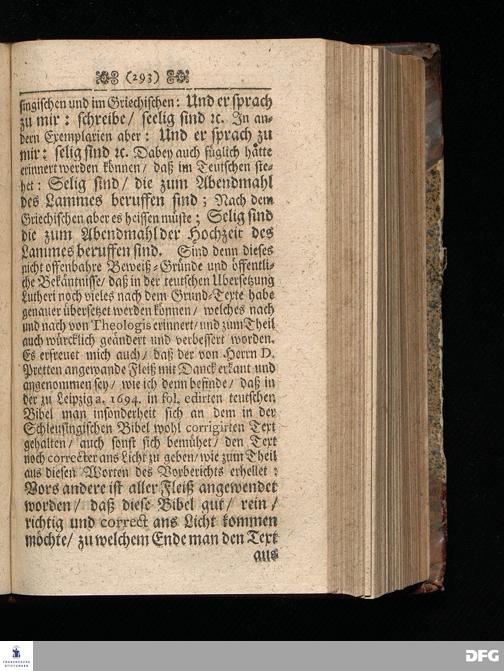 (293)
singischen und im Griechischen: Und er sprach
zu mir: schreibe/ seelig sind ꝛc. In an-
dern Exemplarien aber: Und er sprach zu
mir: selig sind ꝛc. Dabey auch füglich hätte
erinnert werden können/ daß im Teutschen ste-
het: Selig sind/ die zum Abendmahl
des Lammes beruffen sind; Nach dem
Griechischen aber es heissen müste; Selig sind
die zum Abendmahl der Hochzeit des
Lammes beruffen sind. Sind denn dieses
nicht offenbahre Beweiß-Gründe und öffentli-
che Bekäntnisse/ daß in der teutschen Ubersetzung
Lutheri noch vieles nach dem Grund-Texte habe
genauer übersetzet werden können/ welches nach
und nach von Theologis erinnert/ und zum Theil
auch würcklich geändert und verbessert worden.
Es erfreuet mich auch/ daß der von Herrn D.
Pretten angewande Fleiß mit Danck erkant und
angenommen sey/ wie ich denn befinde/ daß in
der zu Leipzig a. 1694. in fol. edirten teutschen
Bibel man insonderheit sich an dem in der
Schleusingischen Bibel wohl corrigirten Text
gehalten/ auch sonst sich bemühet/ den Text
noch correcter ans Licht zu geben/ wie zum Theil
aus diesen Worten des Vorberichts erhellet:
Vors andere ist aller Fleiß angewendet
worden/ daß diese Bibel gut/ rein/
richtig und correct ans Licht kommen
möchte/ zu welchem Ende man den Text
aus
FRANCKESCHE
STIFTUNGEN
DFG